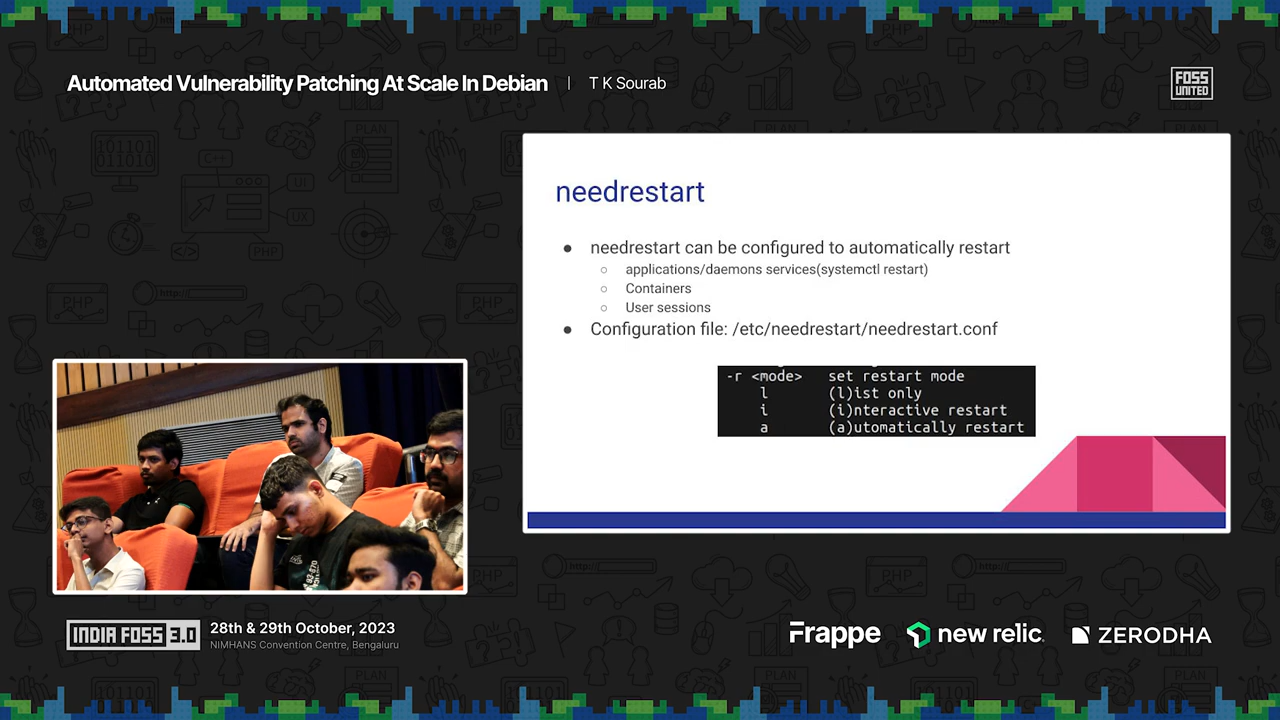 Automated Vulnerability Patching At Scale In Debian | T K Sourab
FOSS
UNITED
needrestart
● needrestart can be configured to automatically restart
○ applications/daemons services(systemctl restart)
○ Containers
○ User sessions
● Configuration file: /etc/needrestart/needrestart.conf
-r <mode> set restart mode
l (l)ist only
i (i)nteractive restart
a (a)utomatically restart
INDIA FOSS 3.0
28th & 29th October, 2023
NIMHANS Convention Centre, Bengaluru
Frappe
new relic
ZERODHA